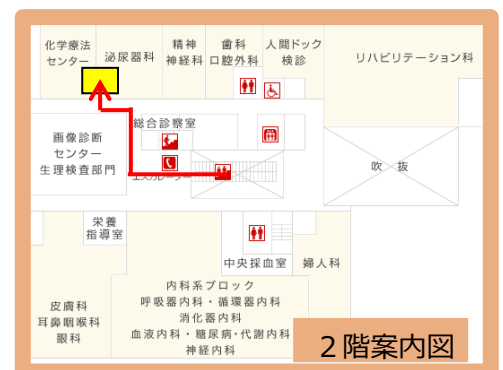 化学療法
センター
泌尿器科
精神
神経科
歯科
口腔外科
人間ドック
検診
リハビリテーション科
総合診察室
画像診断
センター
生理検査部門
エスカレーター
吹　抜
栄養
指導室
中央採血室
婦人科
内科系ブロック
呼吸器内科・循環器内科
消化器内科
血液内科・糖尿病・代謝内科
神経内科
皮膚科
耳鼻咽喉科
眼科
２階案内図